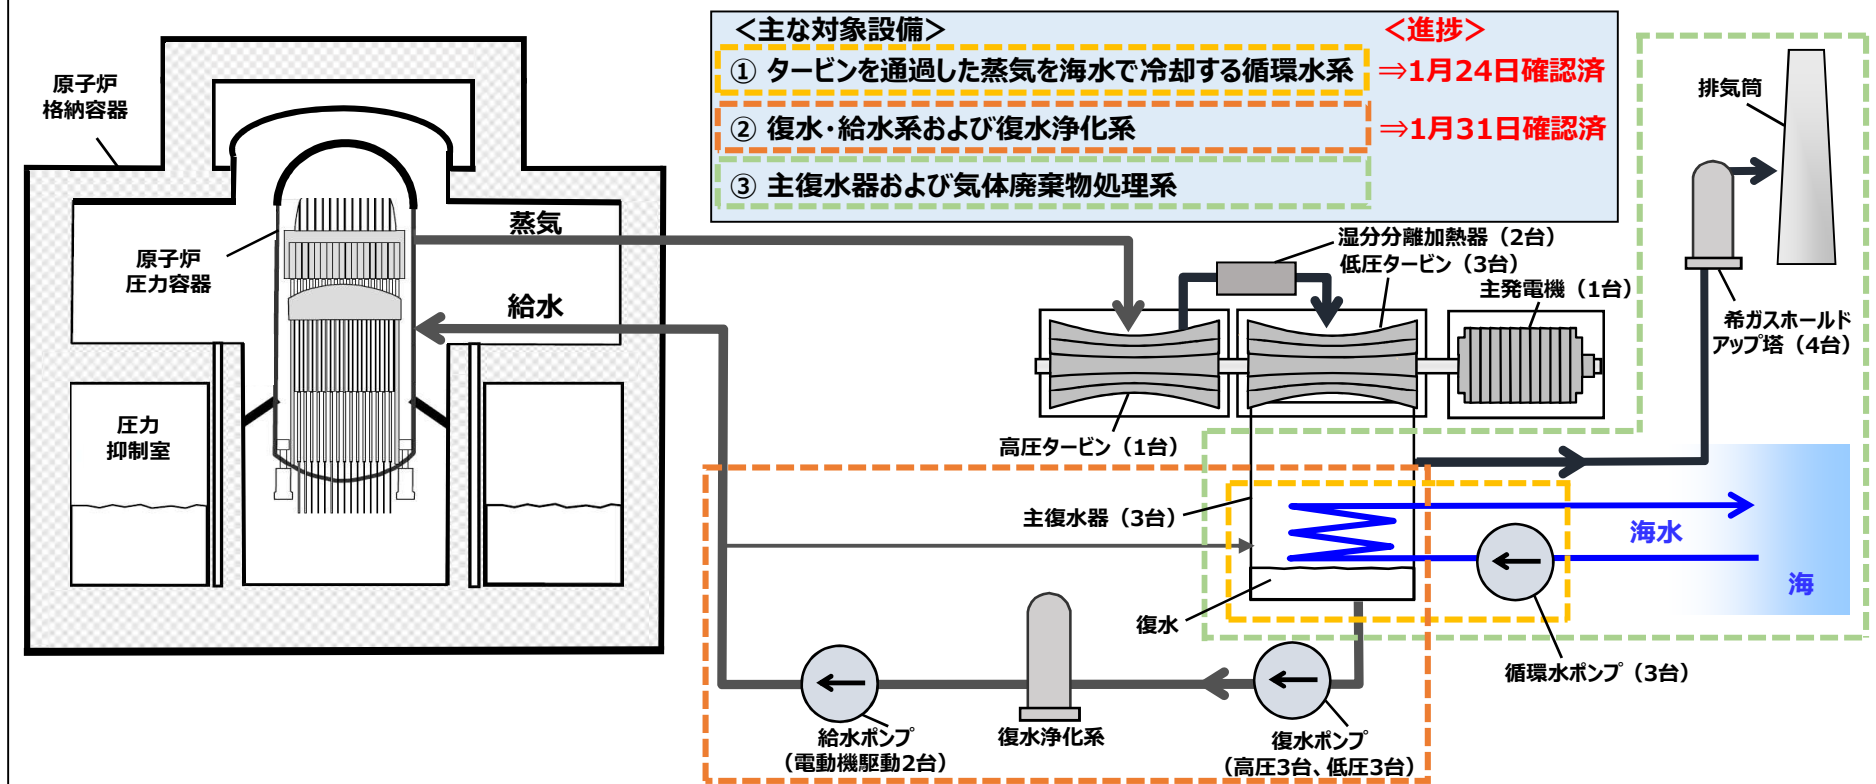 ＜主な対象設備＞ ＜進捗＞
① タービンを通過した蒸気を海水で冷却する循環水系 ⇒1月24日確認済
② 復水・給水系および復水浄化系 ⇒1月31日確認済
③ 主復水器および気体廃棄物処理系
原子炉
格納容器
原子炉
圧力容器
蒸気
給水
圧力
抑制室
湿分分離加熱器（2台）
低圧タービン（3台）
主発電機（1台）
高圧タービン（1台）
排気筒
希ガスホールド
アップ塔（4台）
主復水器（3台）
復水
海水
海
循環水ポンプ（3台）
給水ポンプ
（電動機駆動2台）
復水浄化系
復水ポンプ
（高圧3台、低圧3台）